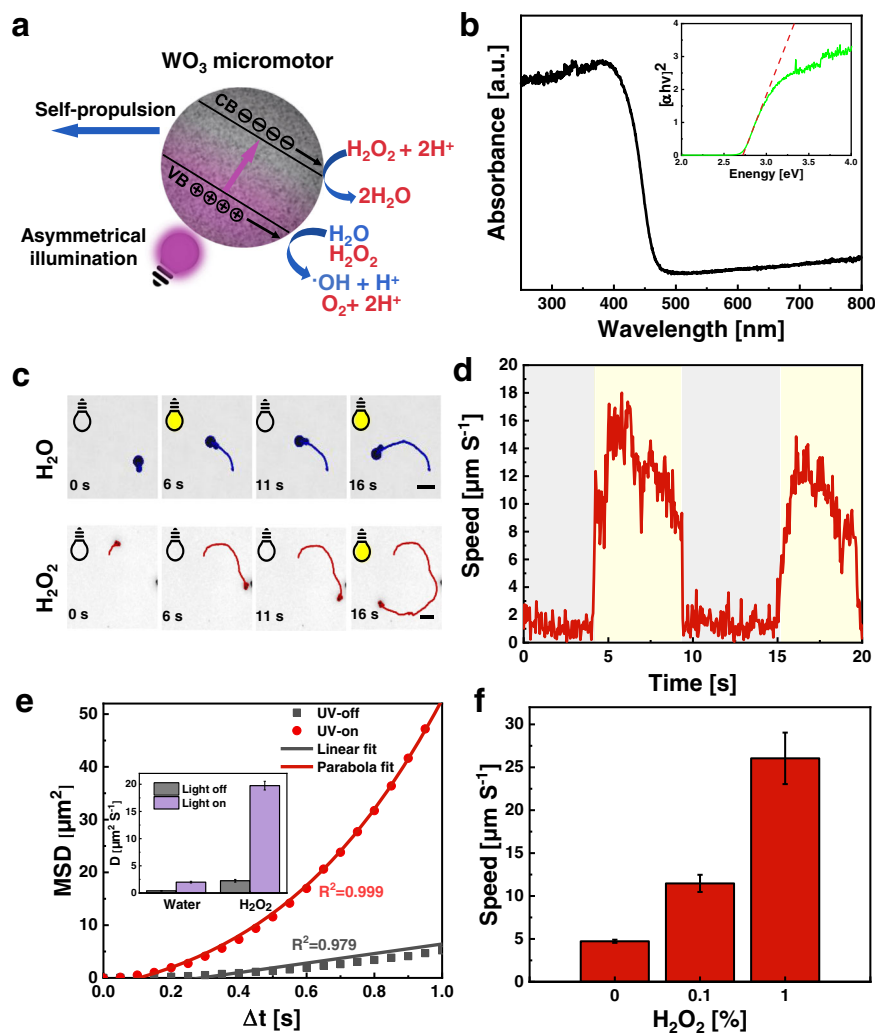 a
WO₃ micromotor
Self-propulsion
CB ⊖⊖⊖⊖
VB ⊕⊕⊕⊕
H₂O₂ + 2H⁺
2H₂O
Asymmetrical
illumination
H₂O
H₂O₂
·OH + H⁺
O₂+ 2H⁺
b
Absorbance [a.u.]
300 400 500 600 700 800
Wavelength [nm]
[αhν]²
4
3
2
1
0
2.0 2.5 3.0 3.5 4.0
Energy [eV]
c
H₂O
0 s 6 s 11 s 16 s
H₂O₂
0 s 6 s 11 s 16 s
d
Speed [µm S⁻¹]
20
18
16
14
12
10
8
6
4
2
0
0 5 10 15 20
Time [s]
e
MSD [µm²]
50
40
30
20
10
0
0.0 0.2 0.4 0.6 0.8 1.0
Δt [s]
UV-off
UV-on
Linear fit
Parabola fit
D [µm² S⁻¹]
20
15
10
5
0
Light off
Light on
Water H₂O₂
R²=0.999
R²=0.979
f
Speed [µm S⁻¹]
30
25
20
15
10
5
0
0 0.1 1
H₂O₂ [%]